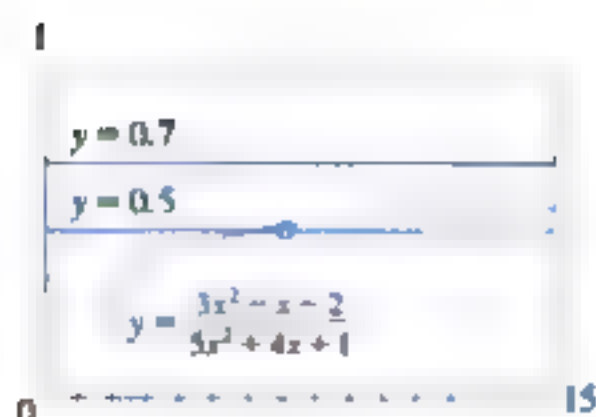 1
y = 0.7
y = 0.5
y = 3x² - x - 2 / 5x² + 4x + 1
0
15